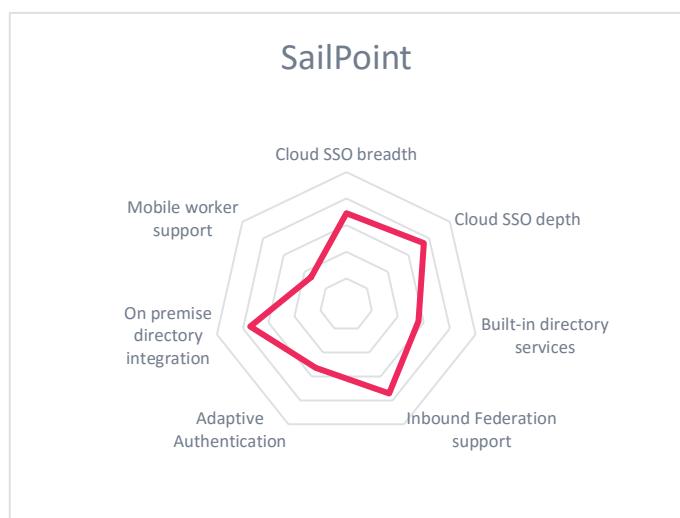 SailPoint
Cloud SSO breadth
Cloud SSO depth
Built-in directory
services
Inbound Federation
support
Adaptive
Authentication
On premise
directory
integration
Mobile worker
support